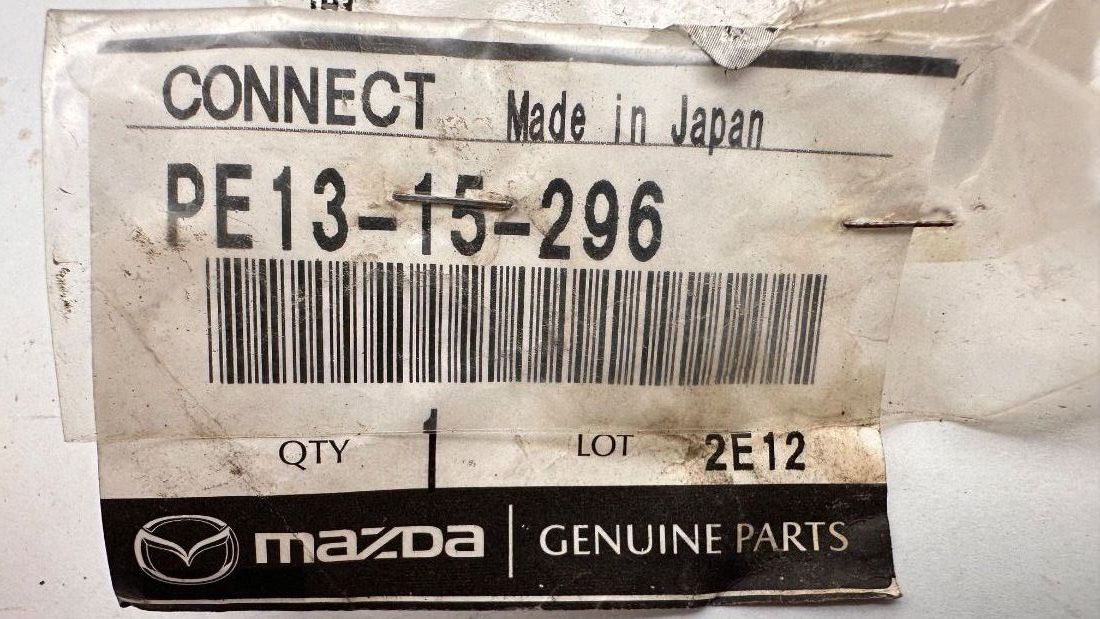 CONNECT Made in Japan
PE13-15-296
QTY 1 LOT 2E12
mazda GENUINE PARTS